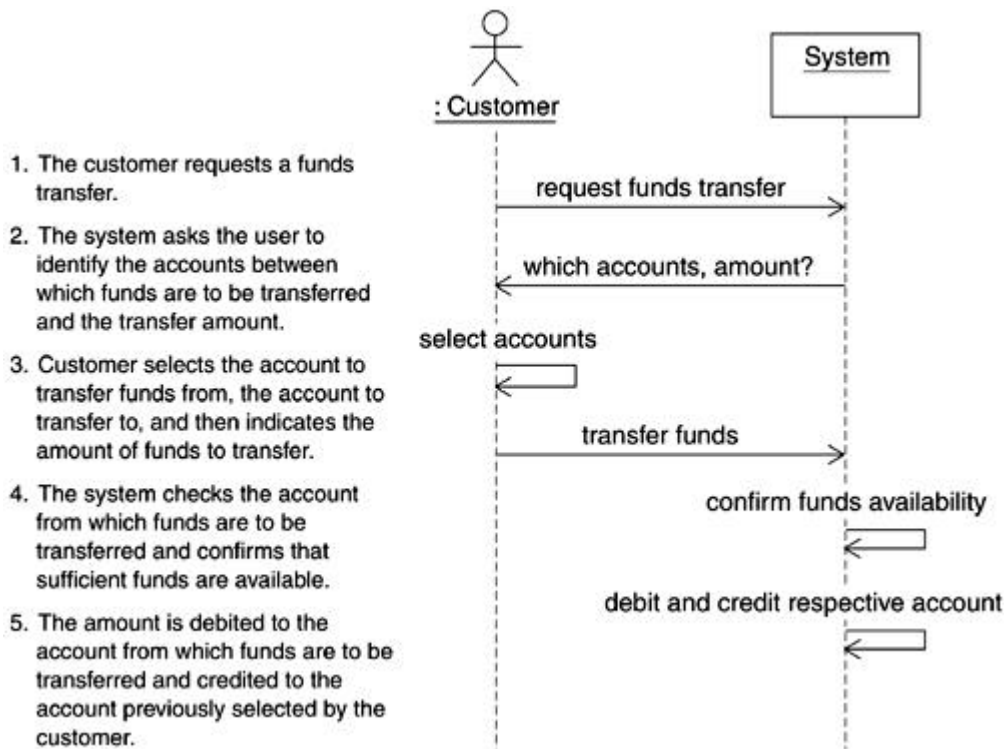 : Customer
System
1. The customer requests a funds
transfer.
2. The system asks the user to
identify the accounts between
which funds are to be transferred
and the transfer amount.
3. Customer selects the account to
transfer funds from, the account to
transfer to, and then indicates the
amount of funds to transfer.
4. The system checks the account
from which funds are to be
transferred and confirms that
sufficient funds are available.
5. The amount is debited to the
account from which funds are to be
transferred and credited to the
account previously selected by the
customer.
request funds transfer
which accounts, amount?
select accounts
transfer funds
confirm funds availability
debit and credit respective account